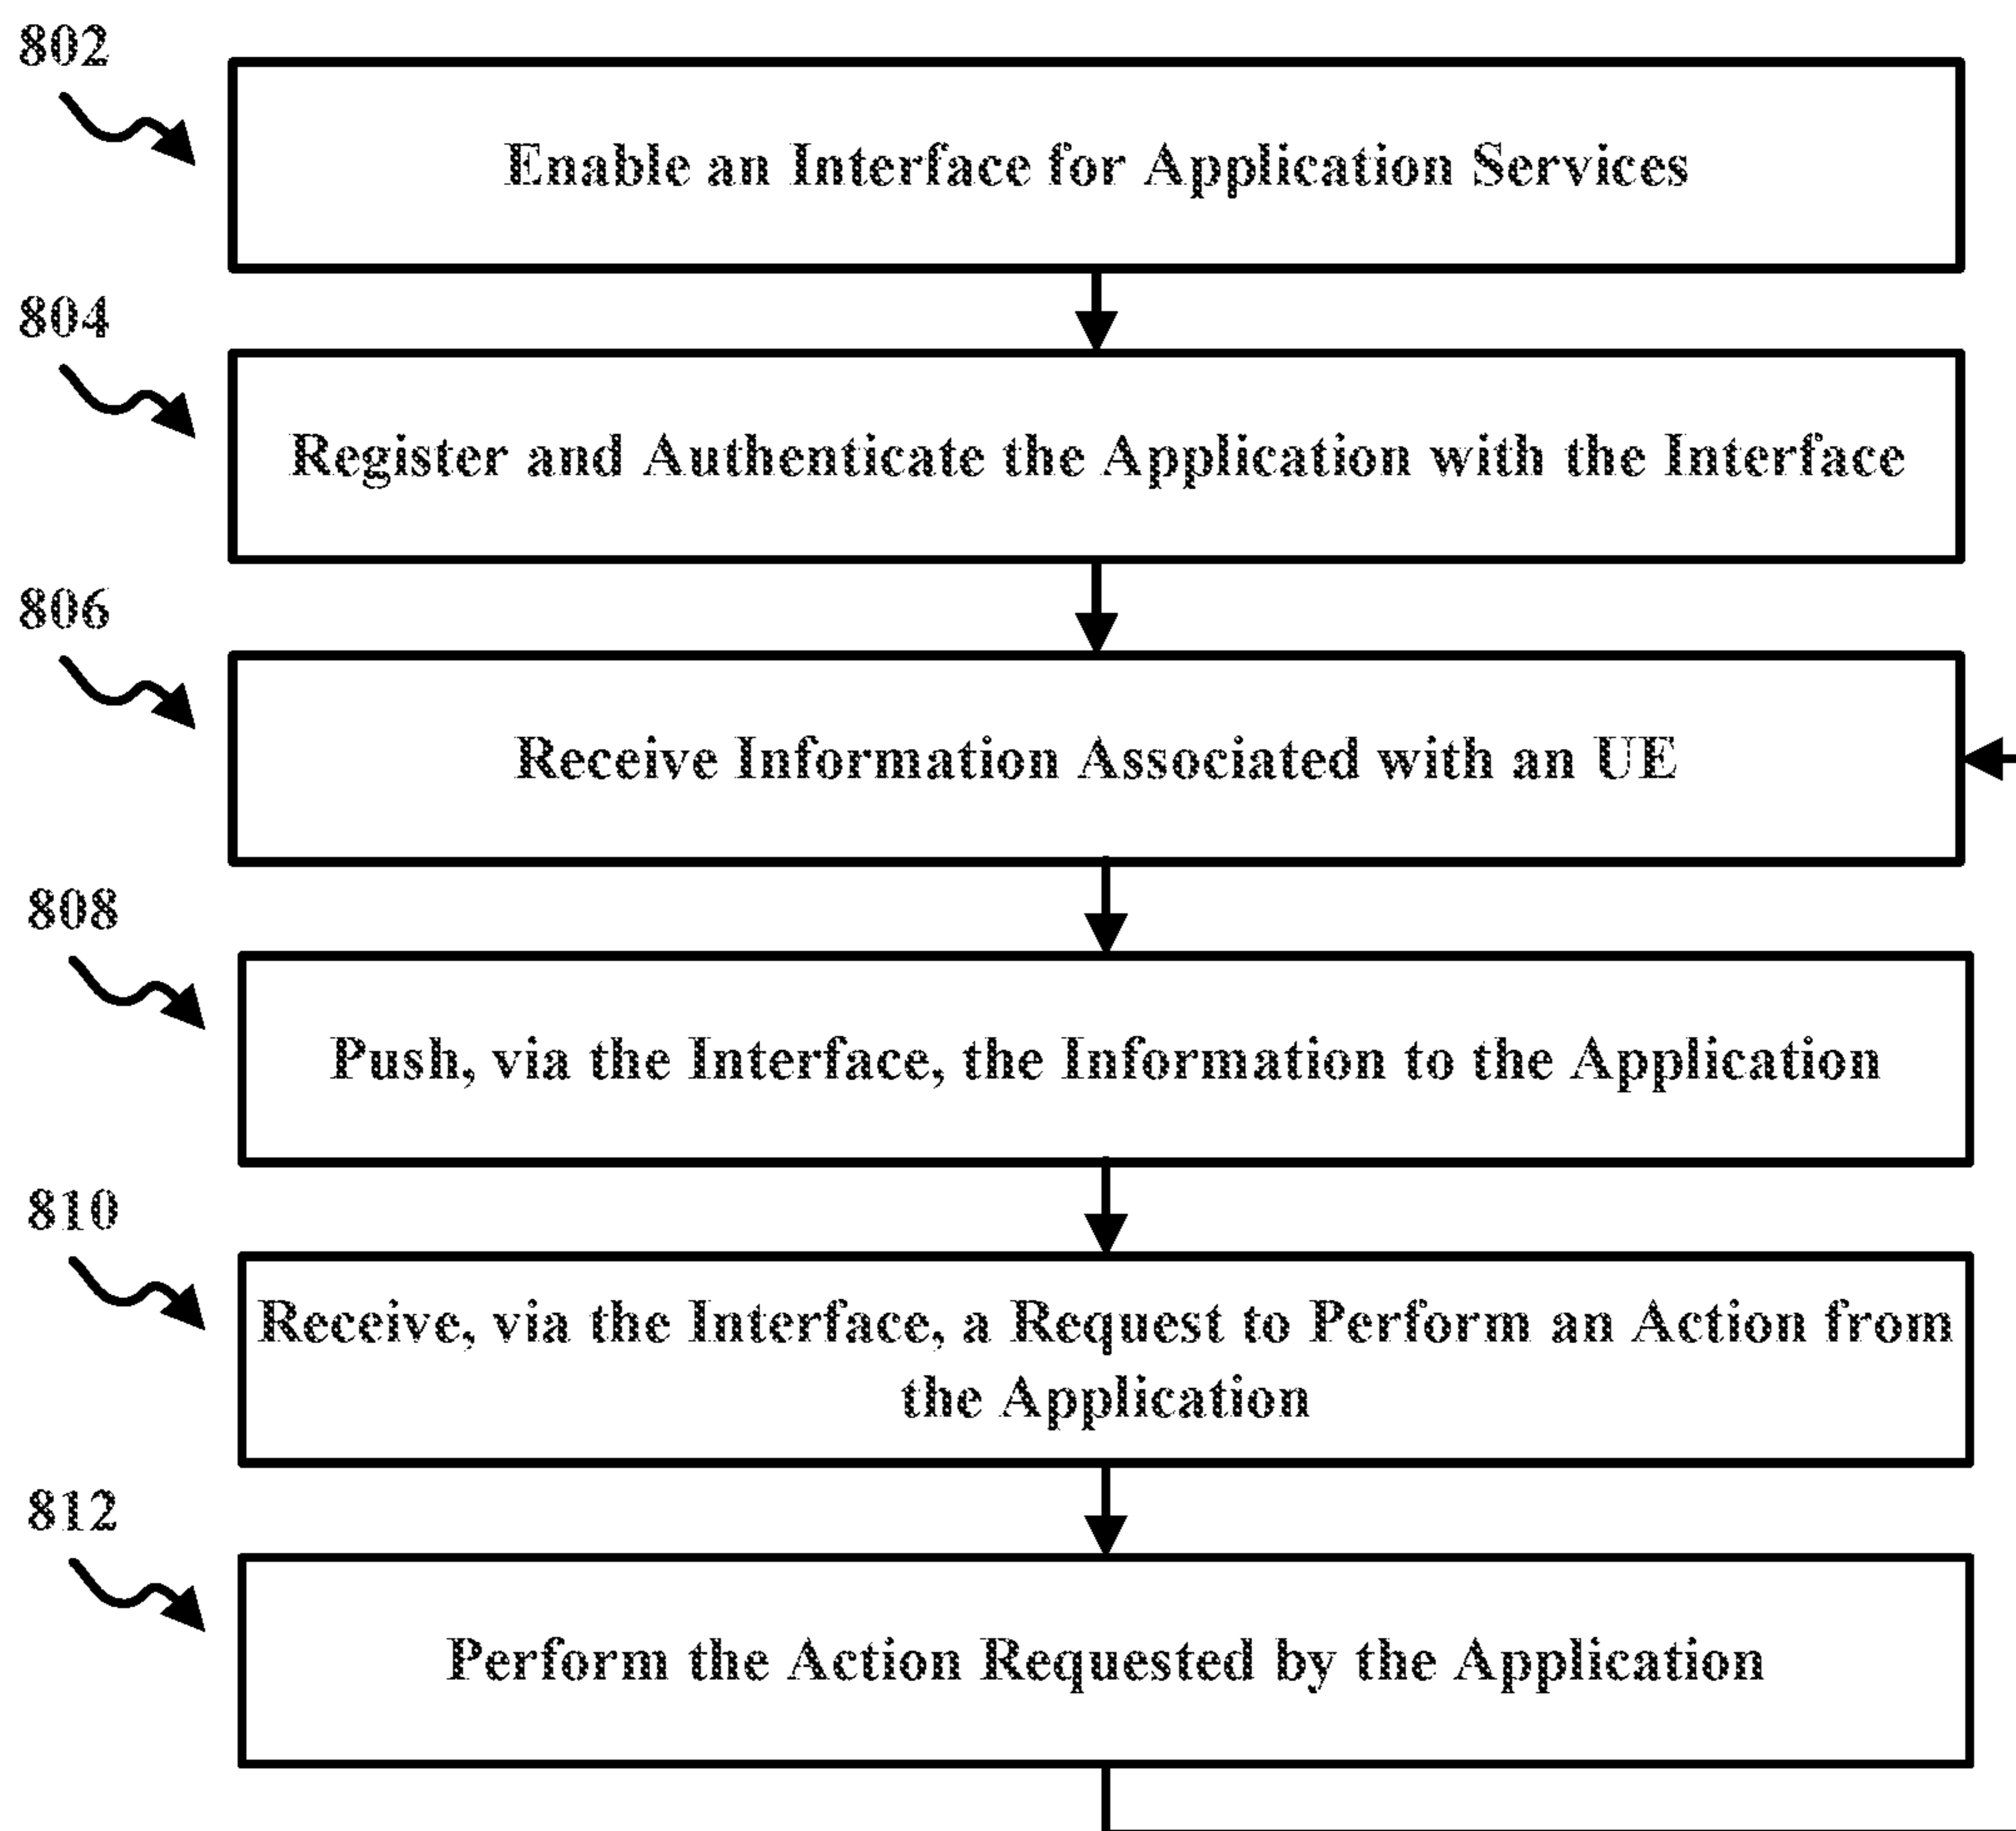 802
Enable an Interface for Application Services
804
Register and Authenticate the Application with the Interface
806
Receive Information Associated with an UE
808
Push, via the Interface, the Information to the Application
810
Receive, via the Interface, a Request to Perform an Action from
the Application
812
Perform the Action Requested by the Application